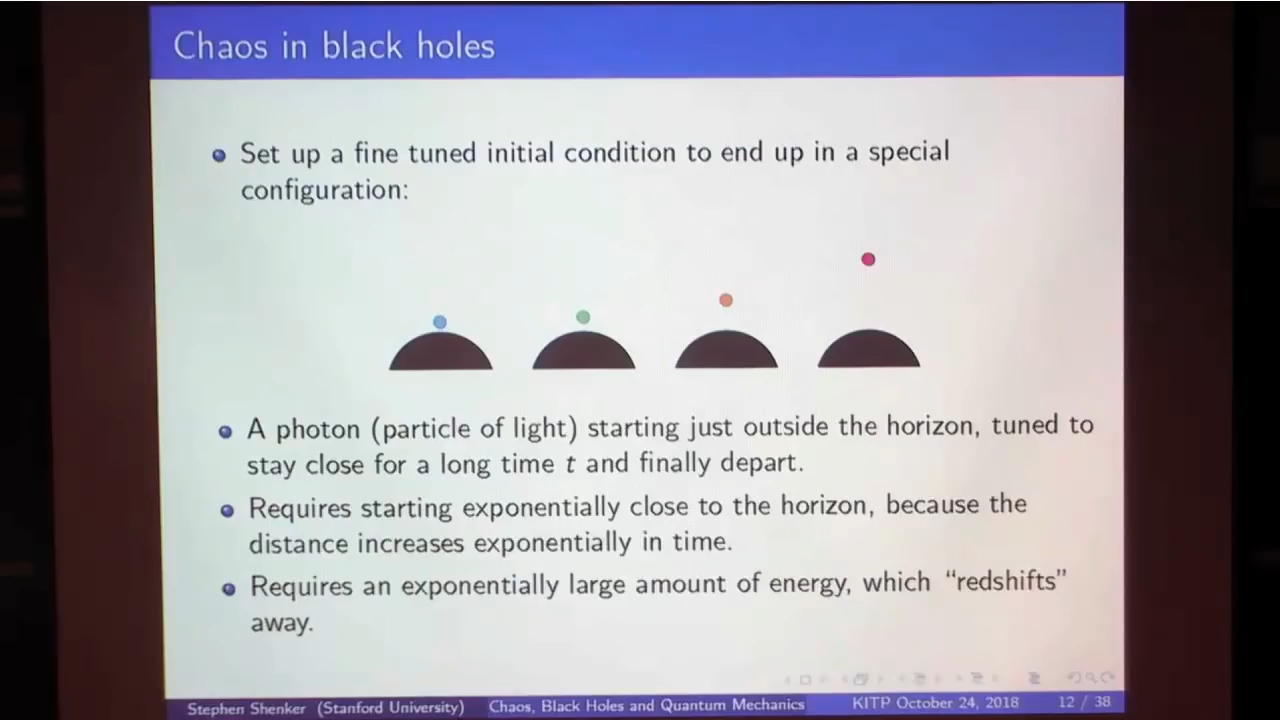 Chaos in black holes
Set up a fine tuned initial condition to end up in a special
configuration:
A photon (particle of light) starting just outside the horizon, tuned to
stay close for a long time t and finally depart.
Requires starting exponentially close to the horizon, because the
distance increases exponentially in time.
Requires an exponentially large amount of energy, which “redshifts”
away.
Stephen Shenker (Stanford University) Chaos, Black Holes and Quantum Mechanics KITP October 24, 2018 12 / 38